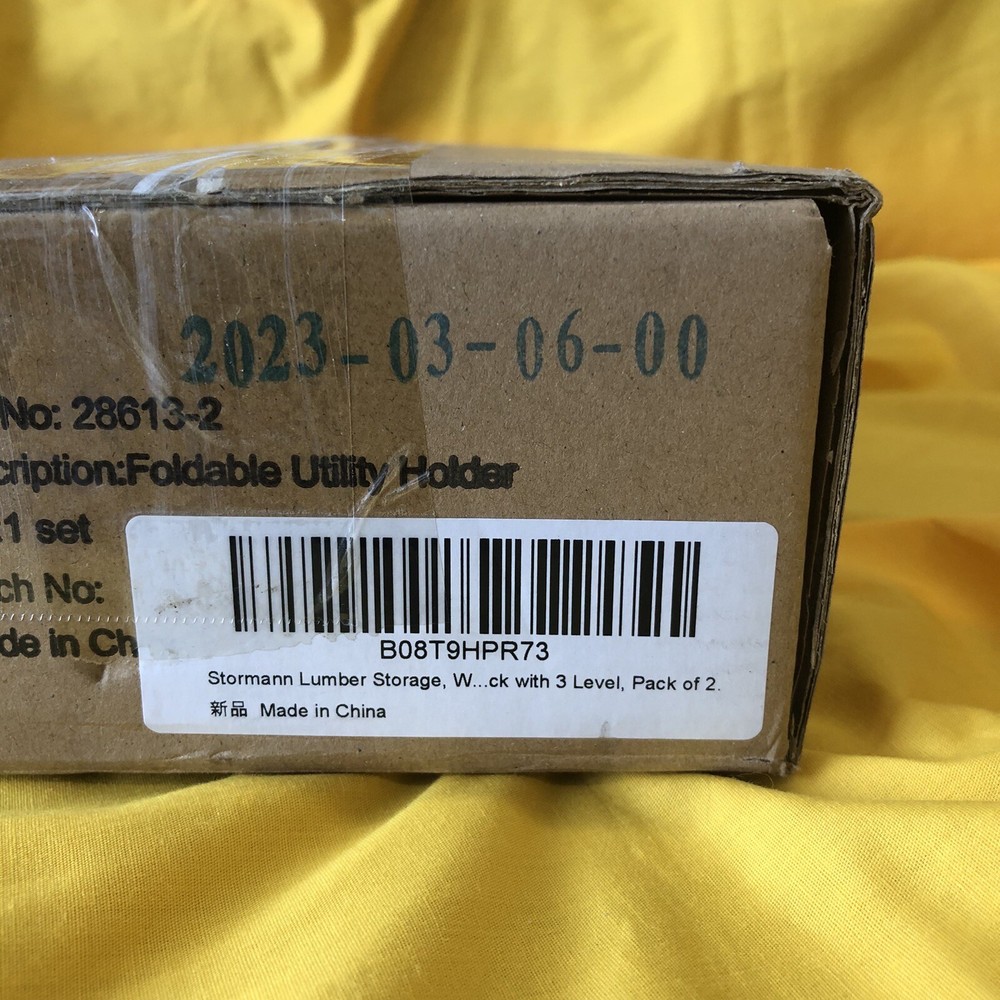 2023-03-06-00
No: 28613-2
cription:Foldable Utility Holder
:1 set
ch No:
de in Ch
B08T9HPR73
Stormann Lumber Storage, W...ck with 3 Level, Pack of 2.
新品 Made in China